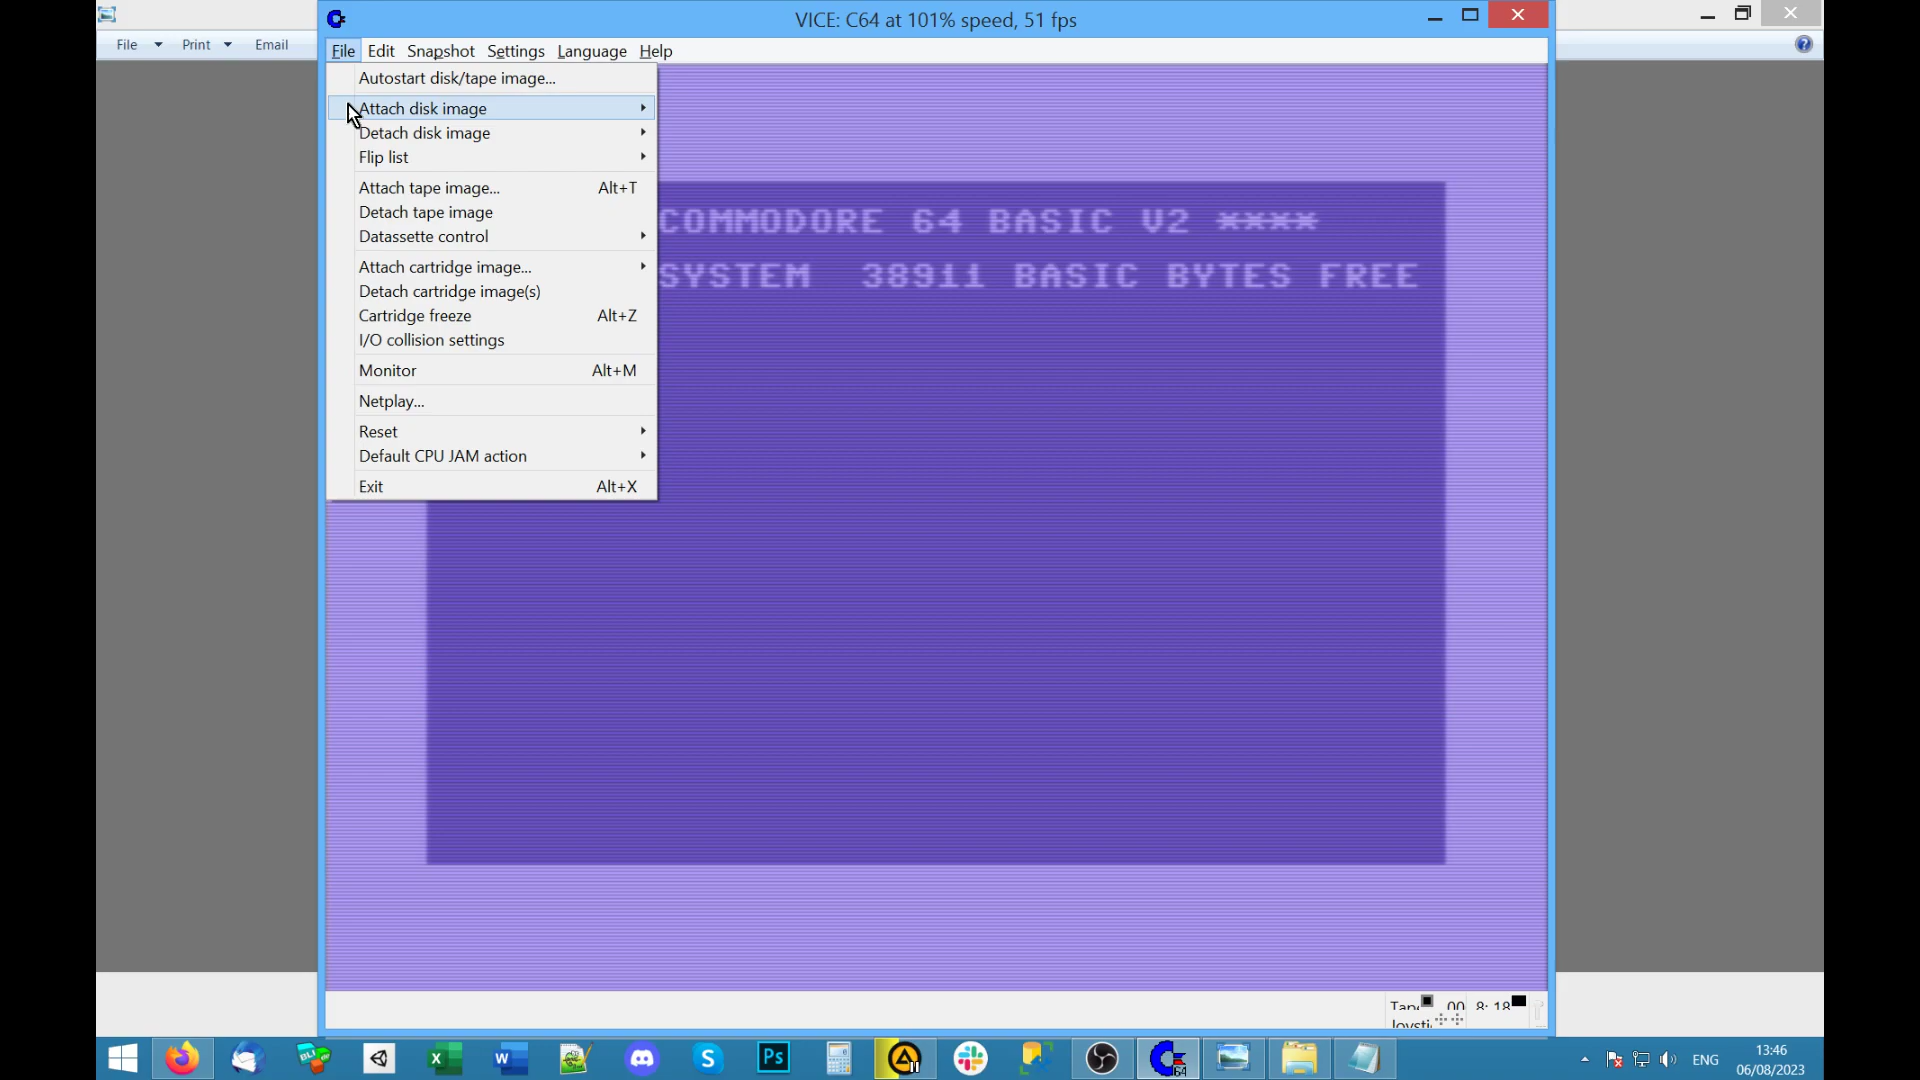 VICE: C64 at 101% speed, 51 fps
File Print Email
File Edit Snapshot Settings Language Help
Autostart disk/tape image...
Attach disk image
Detach disk image
Flip list
Attach tape image... Alt+T
Detach tape image
Datassette control
Attach cartridge image...
Detach cartridge image(s)
Cartridge freeze Alt+Z
I/O collision settings
Monitor Alt+M
Netplay...
Reset
Default CPU JAM action
Exit Alt+X
COMMODORE 64 BASIC V2 ****
SYSTEM 38911 BASIC BYTES FREE
00 8: 18
ENG
13:46
06/08/2023